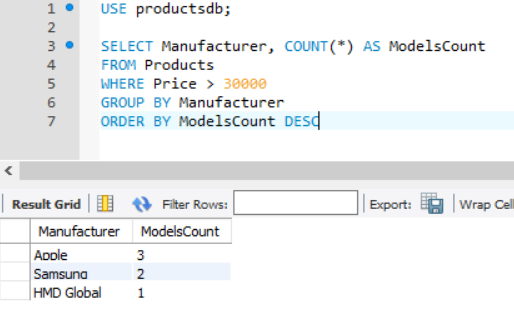 1 USE productsdb;
2
3 SELECT Manufacturer, COUNT(*) AS ModelsCount
4 FROM Products
5 WHERE Price > 30000
6 GROUP BY Manufacturer
7 ORDER BY ModelsCount DESC
Result Grid Filter Rows: Export: Wrap Cell
Manufacturer ModelsCount
Apple 3
Samsung 2
HMD Global 1